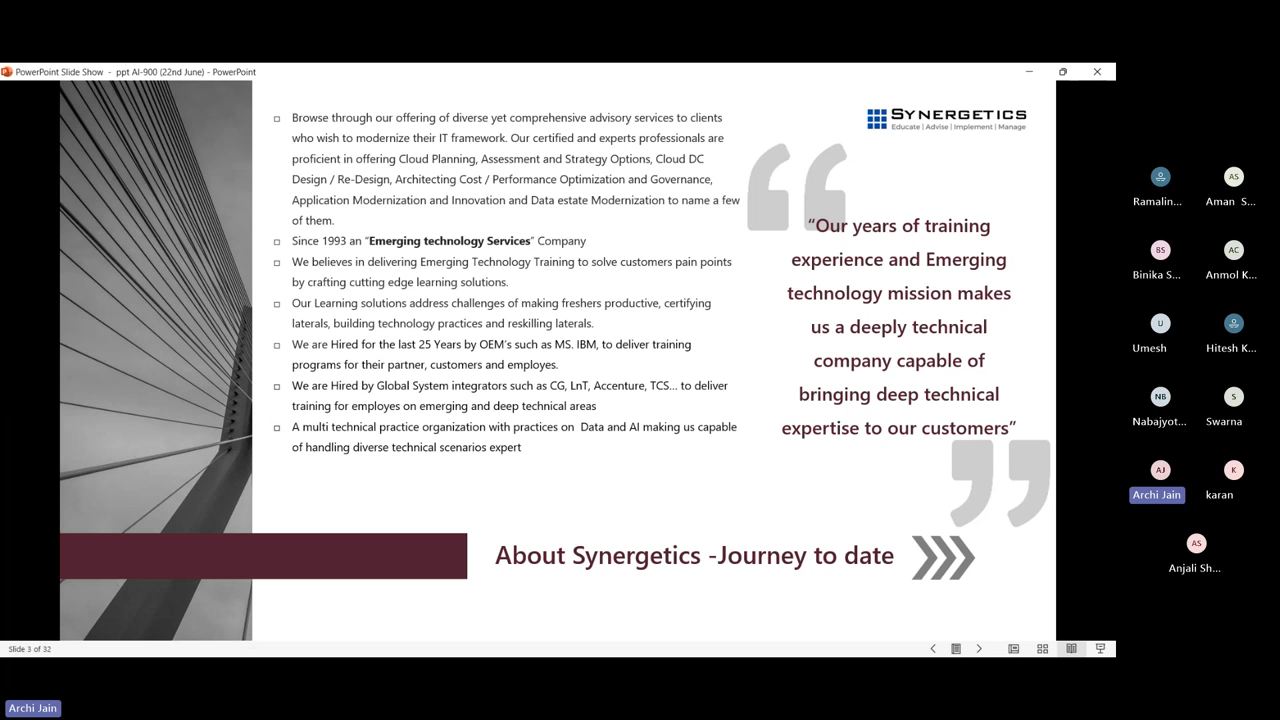 PowerPoint Slide Show - ppt AI-900 (22nd June) - PowerPoint
Browse through our offering of diverse yet comprehensive advisory services to clients
who wish to modernize their IT framework. Our certified and experts professionals are
proficient in offering Cloud Planning, Assessment and Strategy Options, Cloud DC
Design / Re-Design, Architecting Cost / Performance Optimization and Governance,
Application Modernization and Innovation and Data estate Modernization to name a few
of them.
Since 1993 an “Emerging technology Services” Company
We believes in delivering Emerging Technology Training to solve customers pain points
by crafting cutting edge learning solutions.
Our Learning solutions address challenges of making freshers productive, certifying
laterals, building technology practices and reskilling laterals.
We are Hired for the last 25 Years by OEM’s such as MS. IBM, to deliver training
programs for their partner, customers and employes.
We are Hired by Global System integrators such as CG, LnT, Accenture, TCS... to deliver
training for employes on emerging and deep technical areas
A multi technical practice organization with practices on Data and AI making us capable
of handling diverse technical scenarios expert
SYNERGETICS
Educate | Advise | Implement | Manage
“Our years of training
experience and Emerging
technology mission makes
us a deeply technical
company capable of
bringing deep technical
expertise to our customers”
About Synergetics -Journey to date
Slide 3 of 32
Ramalin...
AS
Aman S...
BS
Binika S...
AC
Anmol K...
U
Umesh
Hitesh K...
NB
Nabajyot...
S
Swarna
AJ
Archi Jain
K
karan
AS
Anjali Sh...
Archi Jain